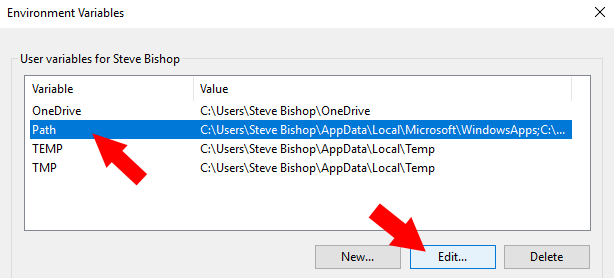 Environment Variables
User variables for Steve Bishop
Variable Value
OneDrive C:\Users\Steve Bishop\OneDrive
Path C:\Users\Steve Bishop\AppData\Local\Microsoft\WindowsApps;C:\...
TEMP C:\Users\Steve Bishop\AppData\Local\Temp
TMP C:\Users\Steve Bishop\AppData\Local\Temp
New... Edit... Delete